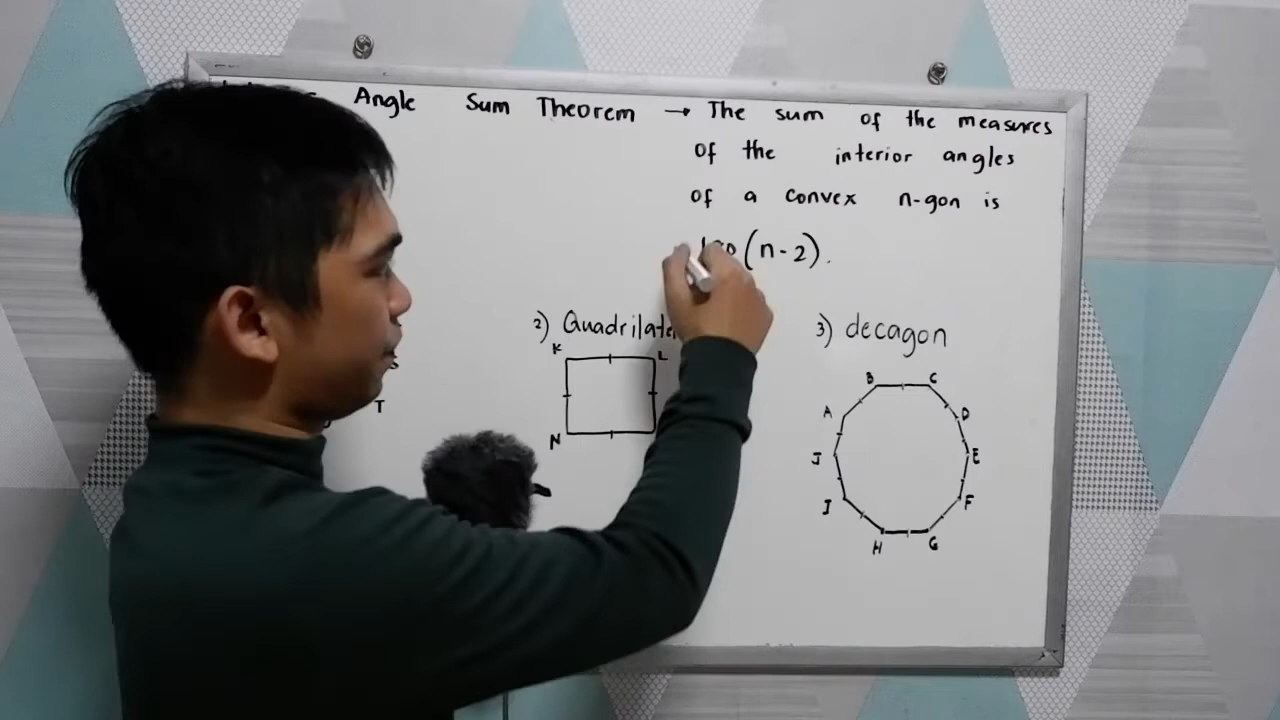 Angle Sum Theorem → The sum of the measures
of the interior angles
of a convex n-gon is
(n-2).
2) Quadrilate
3) decagon
K L
N
S
T
B C
A D
J E
I F
H G